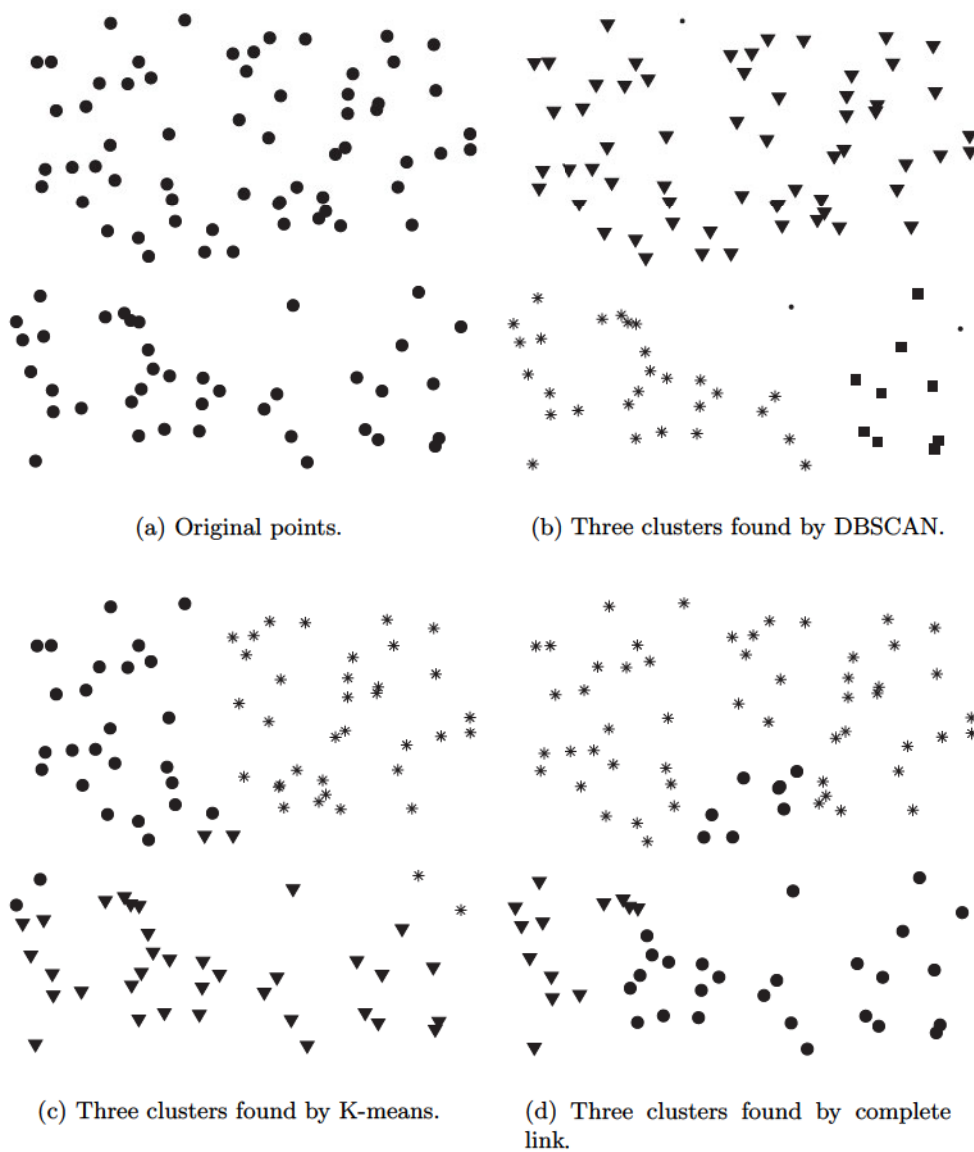 (a) Original points.
(b) Three clusters found by DBSCAN.
(c) Three clusters found by K-means.
(d) Three clusters found by complete
link.